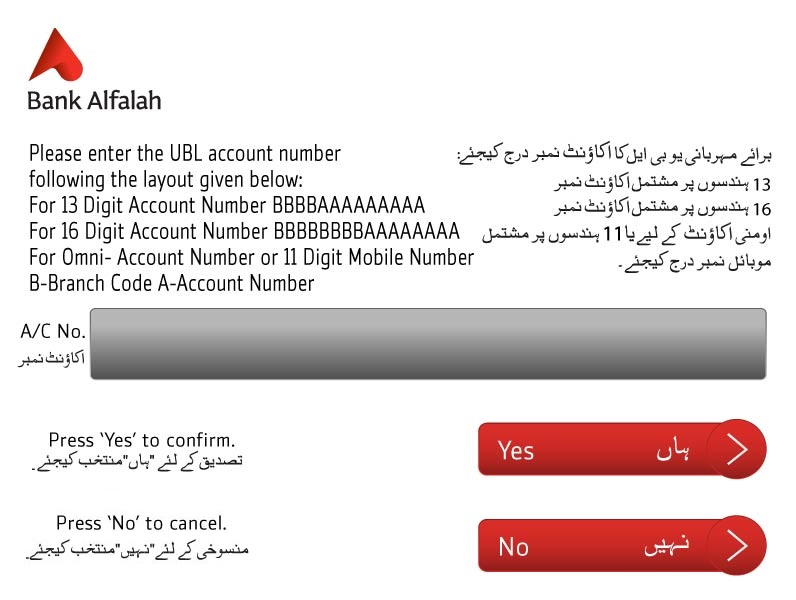 Bank Alfalah
Please enter the UBL account number
following the layout given below:
For 13 Digit Account Number BBBBAAAAAAAAA
For 16 Digit Account Number BBBBBBBBAAAAAAAA
For Omni- Account Number or 11 Digit Mobile Number
B-Branch Code A-Account Number
برائے مہربانی یو بی ایل کا اکاؤنٹ نمبر درج کیجئے:
13 ہندسوں پر مشتمل اکاؤنٹ نمبر
16 ہندسوں پر مشتمل اکاؤنٹ نمبر
اومنی اکاؤنٹ کے لیے یا 11 ہندسوں پر مشتمل
موبائل نمبر درج کیجئے۔
A/C No.
اکاؤنٹ نمبر
Press ‘Yes’ to confirm.
تصدیق کے لئے "ہاں" منتخب کیجئے.
Yes ہاں
Press ‘No’ to cancel.
منسوخی کے لئے "نہیں" منتخب کیجئے.
No نہیں